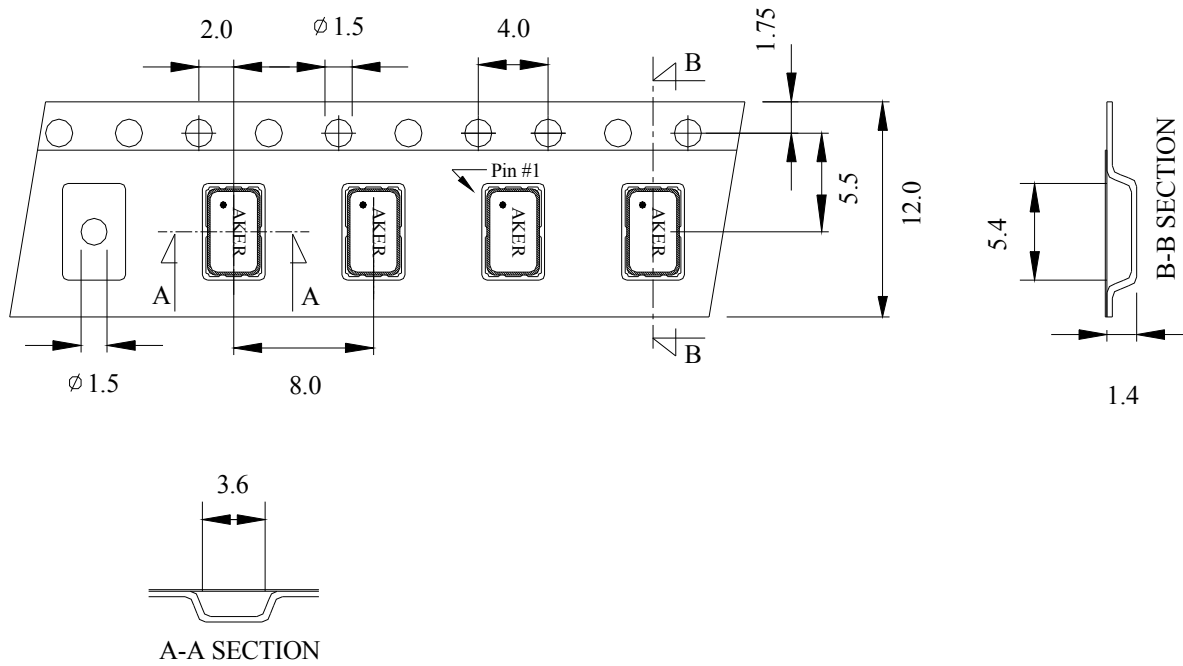 2.0
⌀ 1.5
4.0
1.75
B
Pin #1
AKER
AKER
AKER
AKER
5.5
12.0
5.4
B-B SECTION
A
A
B
⌀ 1.5
8.0
1.4
3.6
A-A SECTION